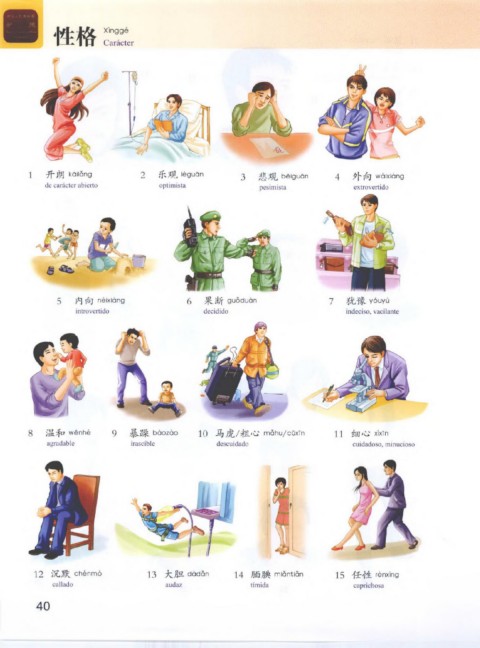 性格 Xìnggé
Carácter
1 开朗 kāilǎng
de carácter abierto
2 乐观 lèguān
optimista
3 悲观 bēiguān
pesimista
4 外向 wàixiàng
extrovertido
5 内向 nèixiàng
introvertido
6 果断 guǒduàn
decidido
7 犹豫 yóuyù
indeciso, vacilante
8 温和 wēnhé
agradable
9 暴躁 bàozào
irascible
10 马虎/粗心 mǎhu/cūxīn
descuidado
11 细心 xìxīn
cuidadoso, minucioso
12 沉默 chénmò
callado
13 大胆 dàdǎn
audaz
14 腼腆 miǎntiǎn
tímida
15 任性 rènxìng
caprichosa
40